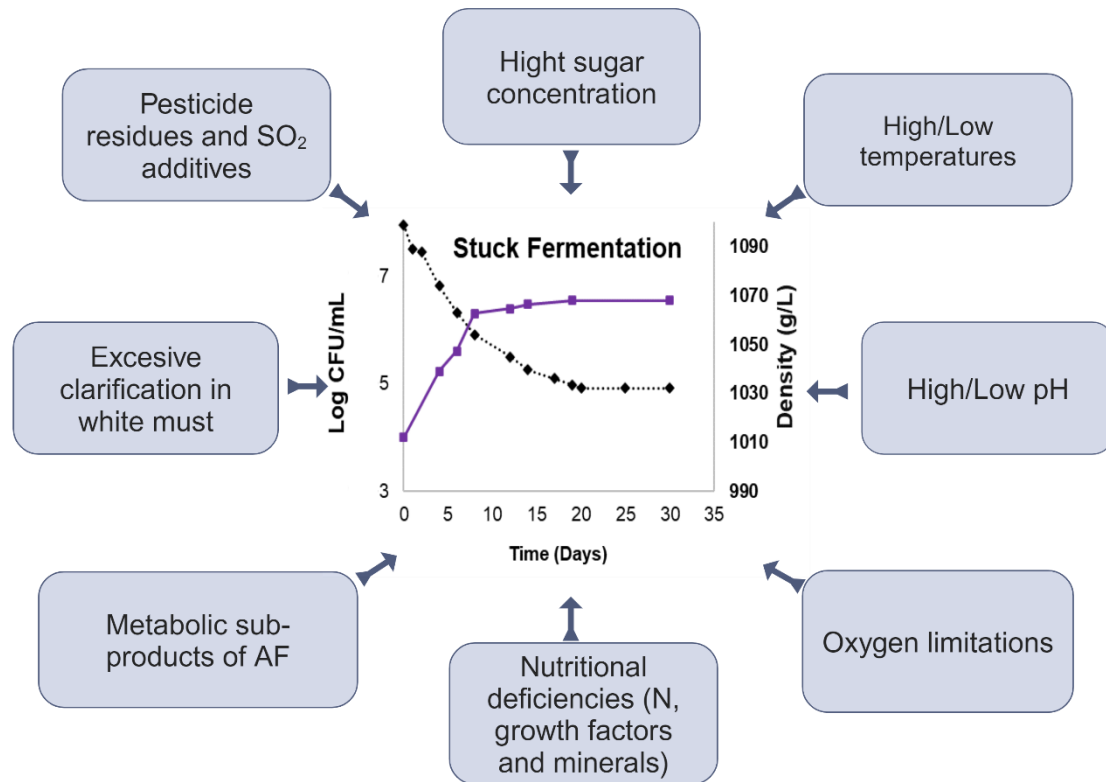 Hight sugar
concentration
Pesticide
residues and SO₂
additives
High/Low
temperatures
Stuck Fermentation
7
5
3
Log CFU/mL
1090
1070
1050
1030
1010
990
Density (g/L)
0 5 10 15 20 25 30 35
Time (Days)
Excesive
clarification in
white must
High/Low pH
Metabolic sub-
products of AF
Nutritional
deficiencies (N,
growth factors
and minerals)
Oxygen limitations